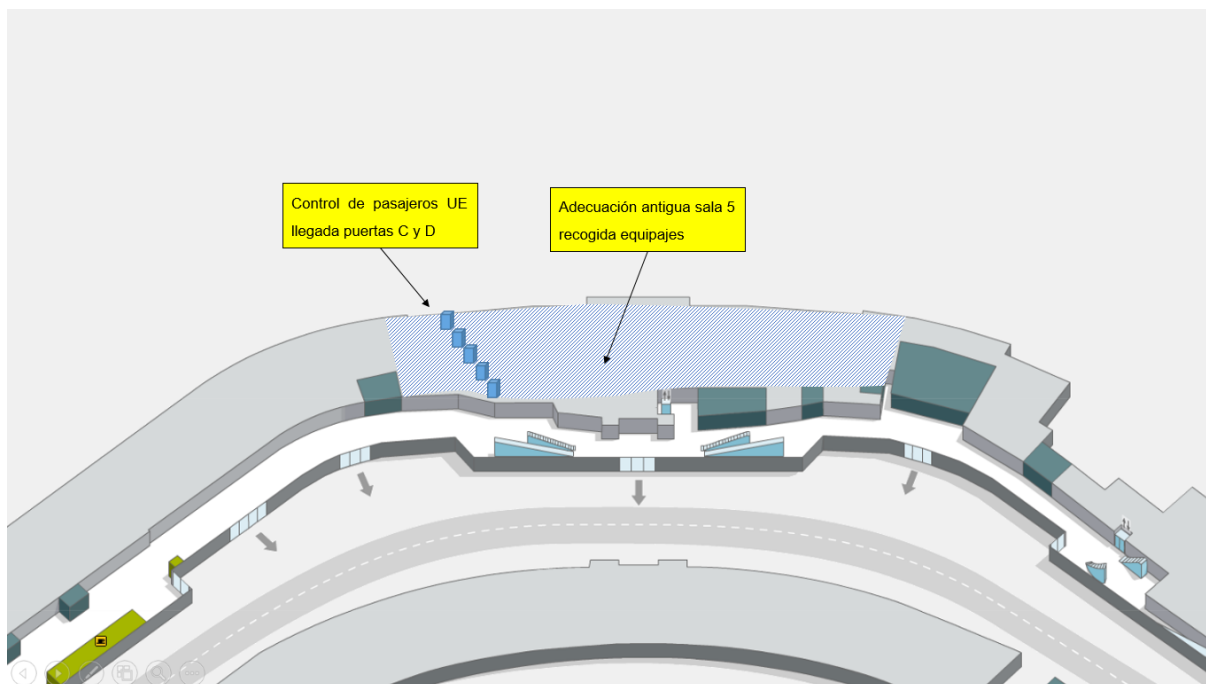 Control de pasajeros UE
llegada puertas C y D
Adecuación antigua sala 5
recogida equipajes